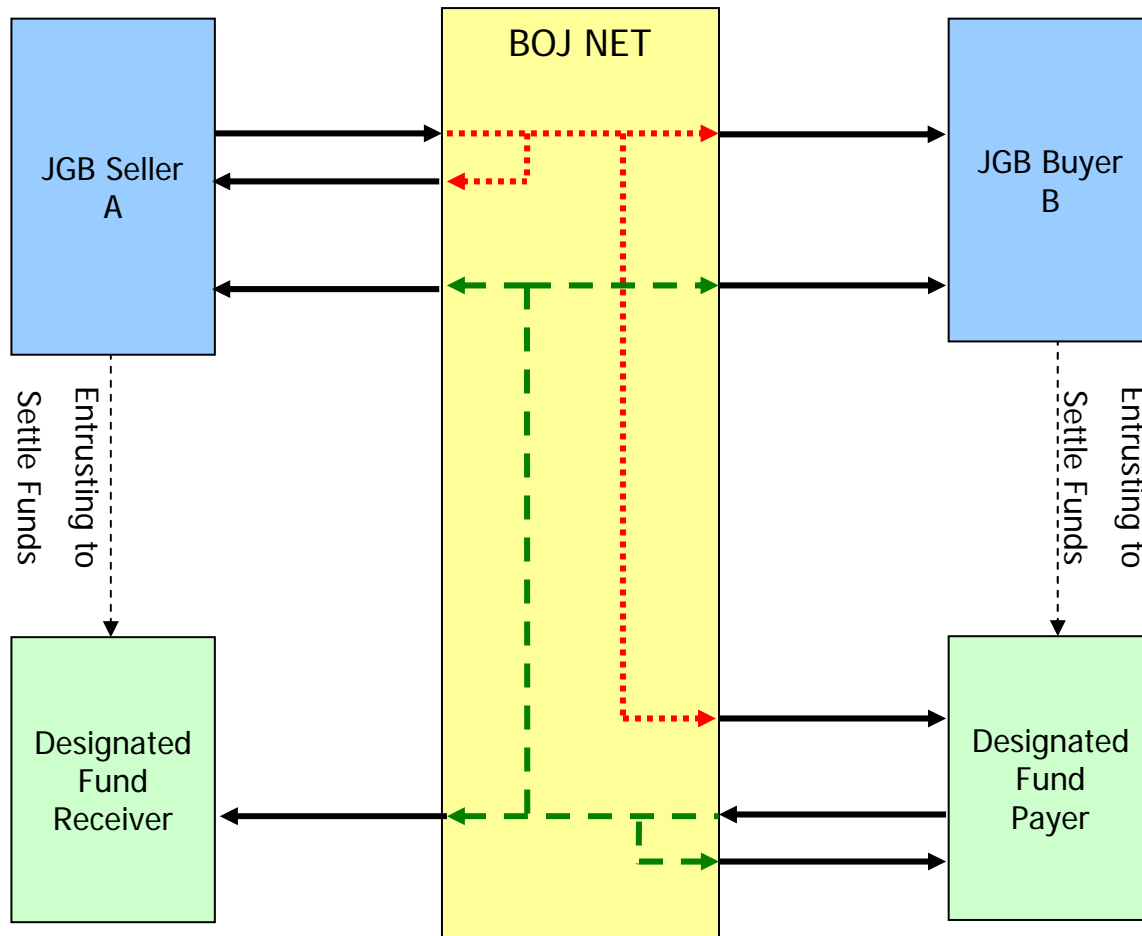 BOJ NET
JGB Seller
A
JGB Buyer
B
Entrusting to
Settle Funds
Entrusting to
Settle Funds
Designated
Fund
Receiver
Designated
Fund
Payer